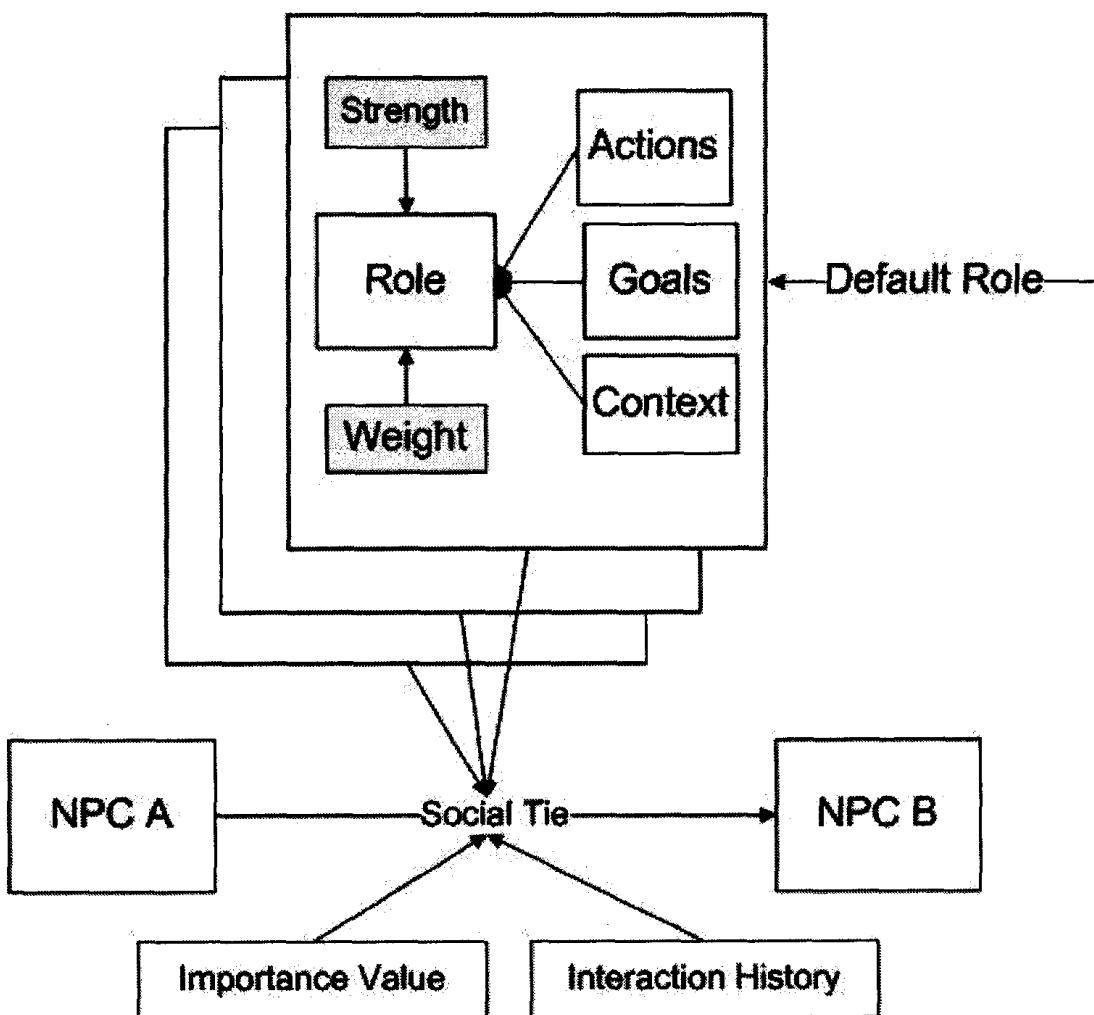 Strength
Actions
Role
Goals
Default Role
Context
Weight
NPC A
Social Tie
NPC B
Importance Value
Interaction History